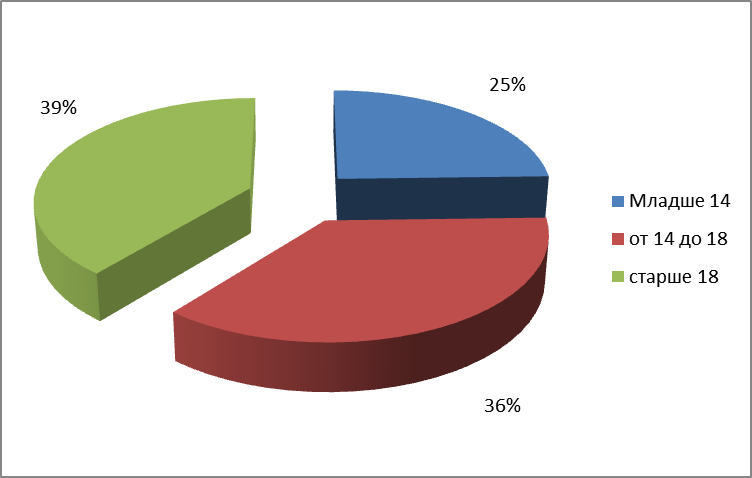 25%
39%
36%
Младше 14
от 14 до 18
старше 18